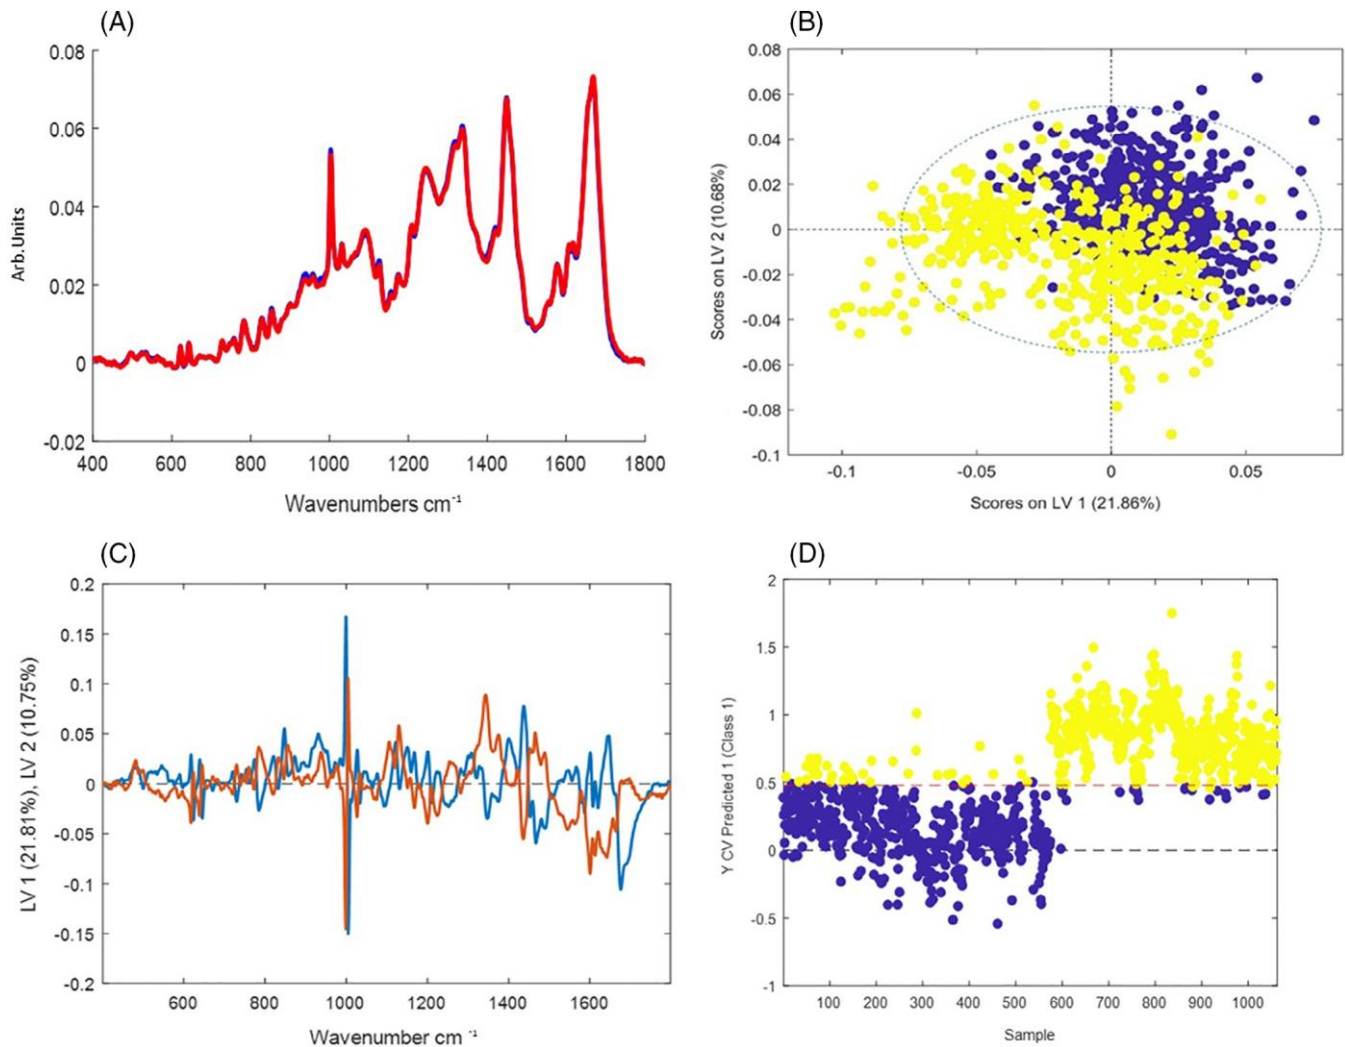 (A)
0.08
0.06
0.04
0.02
0
-0.02
Arb.Units
400 600 800 1000 1200 1400 1600 1800
Wavenumbers cm⁻¹
(B)
0.08
0.06
0.04
0.02
0
-0.02
-0.04
-0.06
-0.08
-0.1
Scores on LV 2 (10.68%)
-0.1 -0.05 0 0.05
Scores on LV 1 (21.86%)
(C)
0.2
0.15
0.1
0.05
0
-0.05
-0.1
-0.15
-0.2
LV 1 (21.81%), LV 2 (10.75%)
600 800 1000 1200 1400 1600
Wavenumber cm ⁻¹
(D)
2
1.5
1
0.5
0
-0.5
-1
Y CV Predicted 1 (Class 1)
100 200 300 400 500 600 700 800 900 1000
Sample